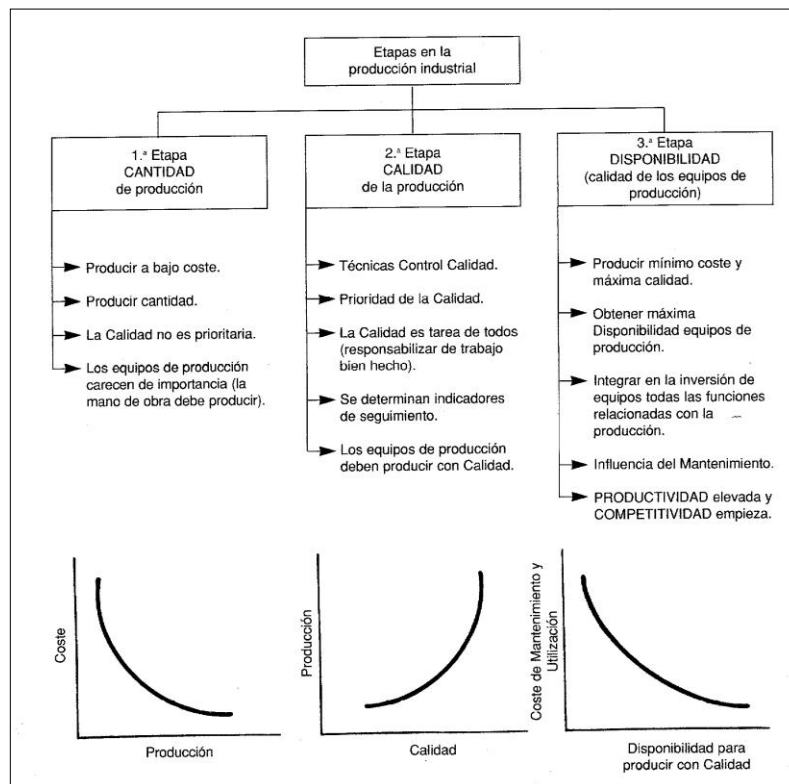 Etapas en la
producción industrial
1.ª Etapa
CANTIDAD
de producción
Producir a bajo coste.
Producir cantidad.
La Calidad no es prioritaria.
Los equipos de producción
carecen de importancia (la
mano de obra debe producir).
2.ª Etapa
CALIDAD
de la producción
Técnicas Control Calidad.
Prioridad de la Calidad.
La Calidad es tarea de todos
(responsabilizar de trabajo
bien hecho).
Se determinan indicadores
de seguimiento.
Los equipos de producción
deben producir con Calidad.
3.ª Etapa
DISPONIBILIDAD
(calidad de los equipos de
producción)
Producir mínimo coste y
máxima calidad.
Obtener máxima
Disponibilidad equipos de
producción.
Integrar en la inversión de
equipos todas las funciones
relacionadas con la
producción.
Influencia del Mantenimiento.
PRODUCTIVIDAD elevada y
COMPETITIVIDAD empieza.
Coste
Producción
Producción
Calidad
Coste de Mantenimiento y
Utilización
Disponibilidad para
producir con Calidad